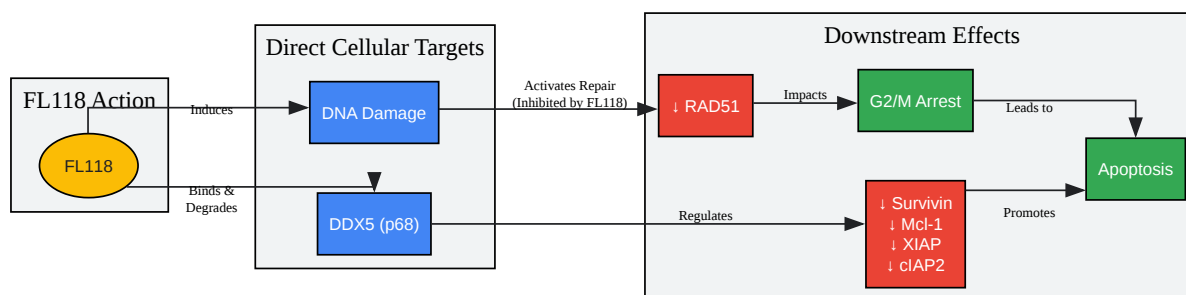 FL118 Action
FL118
Induces
Binds &
Degrades
Direct Cellular Targets
DNA Damage
DDX5 (p68)
Activates Repair
(Inhibited by FL118)
Regulates
Downstream Effects
↓ RAD51
Impacts
G2/M Arrest
Leads to
Apoptosis
↓ Survivin
↓ Mcl-1
↓ XIAP
↓ cIAP2
Promotes